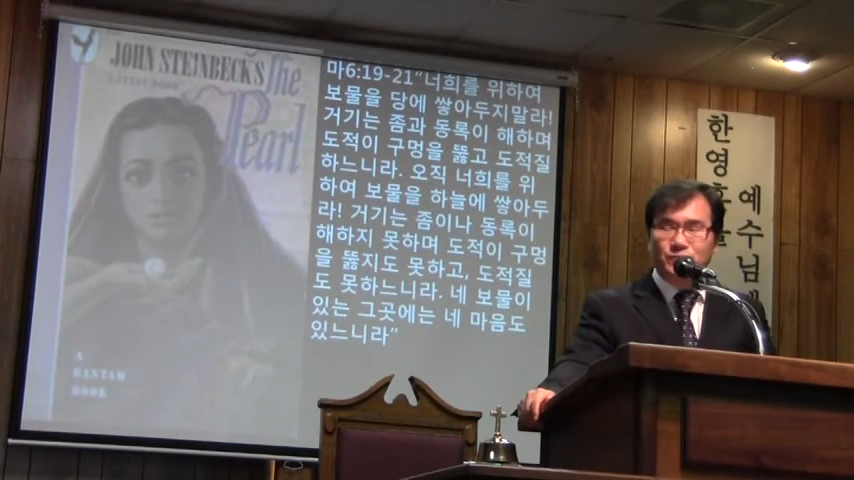 JOHN STEINBECK'S
LATEST BOOK
The
Pearl
A
BANTAM
BOOK
마6:19-21"너희를 위하여
보물을 당에 쌓아두지말라!
거기는 좀과 동록이 해하며
도적이 구멍을 뚫고 도적질
하느니라. 오직 너희를 위
하여 보물을 하늘에 쌓아두
라! 거기는 좀이나 동록이
해하지 못하며 도적이 구멍
을 뚫지도 못하고, 도적질
도 못하느니라. 네 보물이
있는 그곳에는 네 마음도
있느니라"
한영혼을
예수님